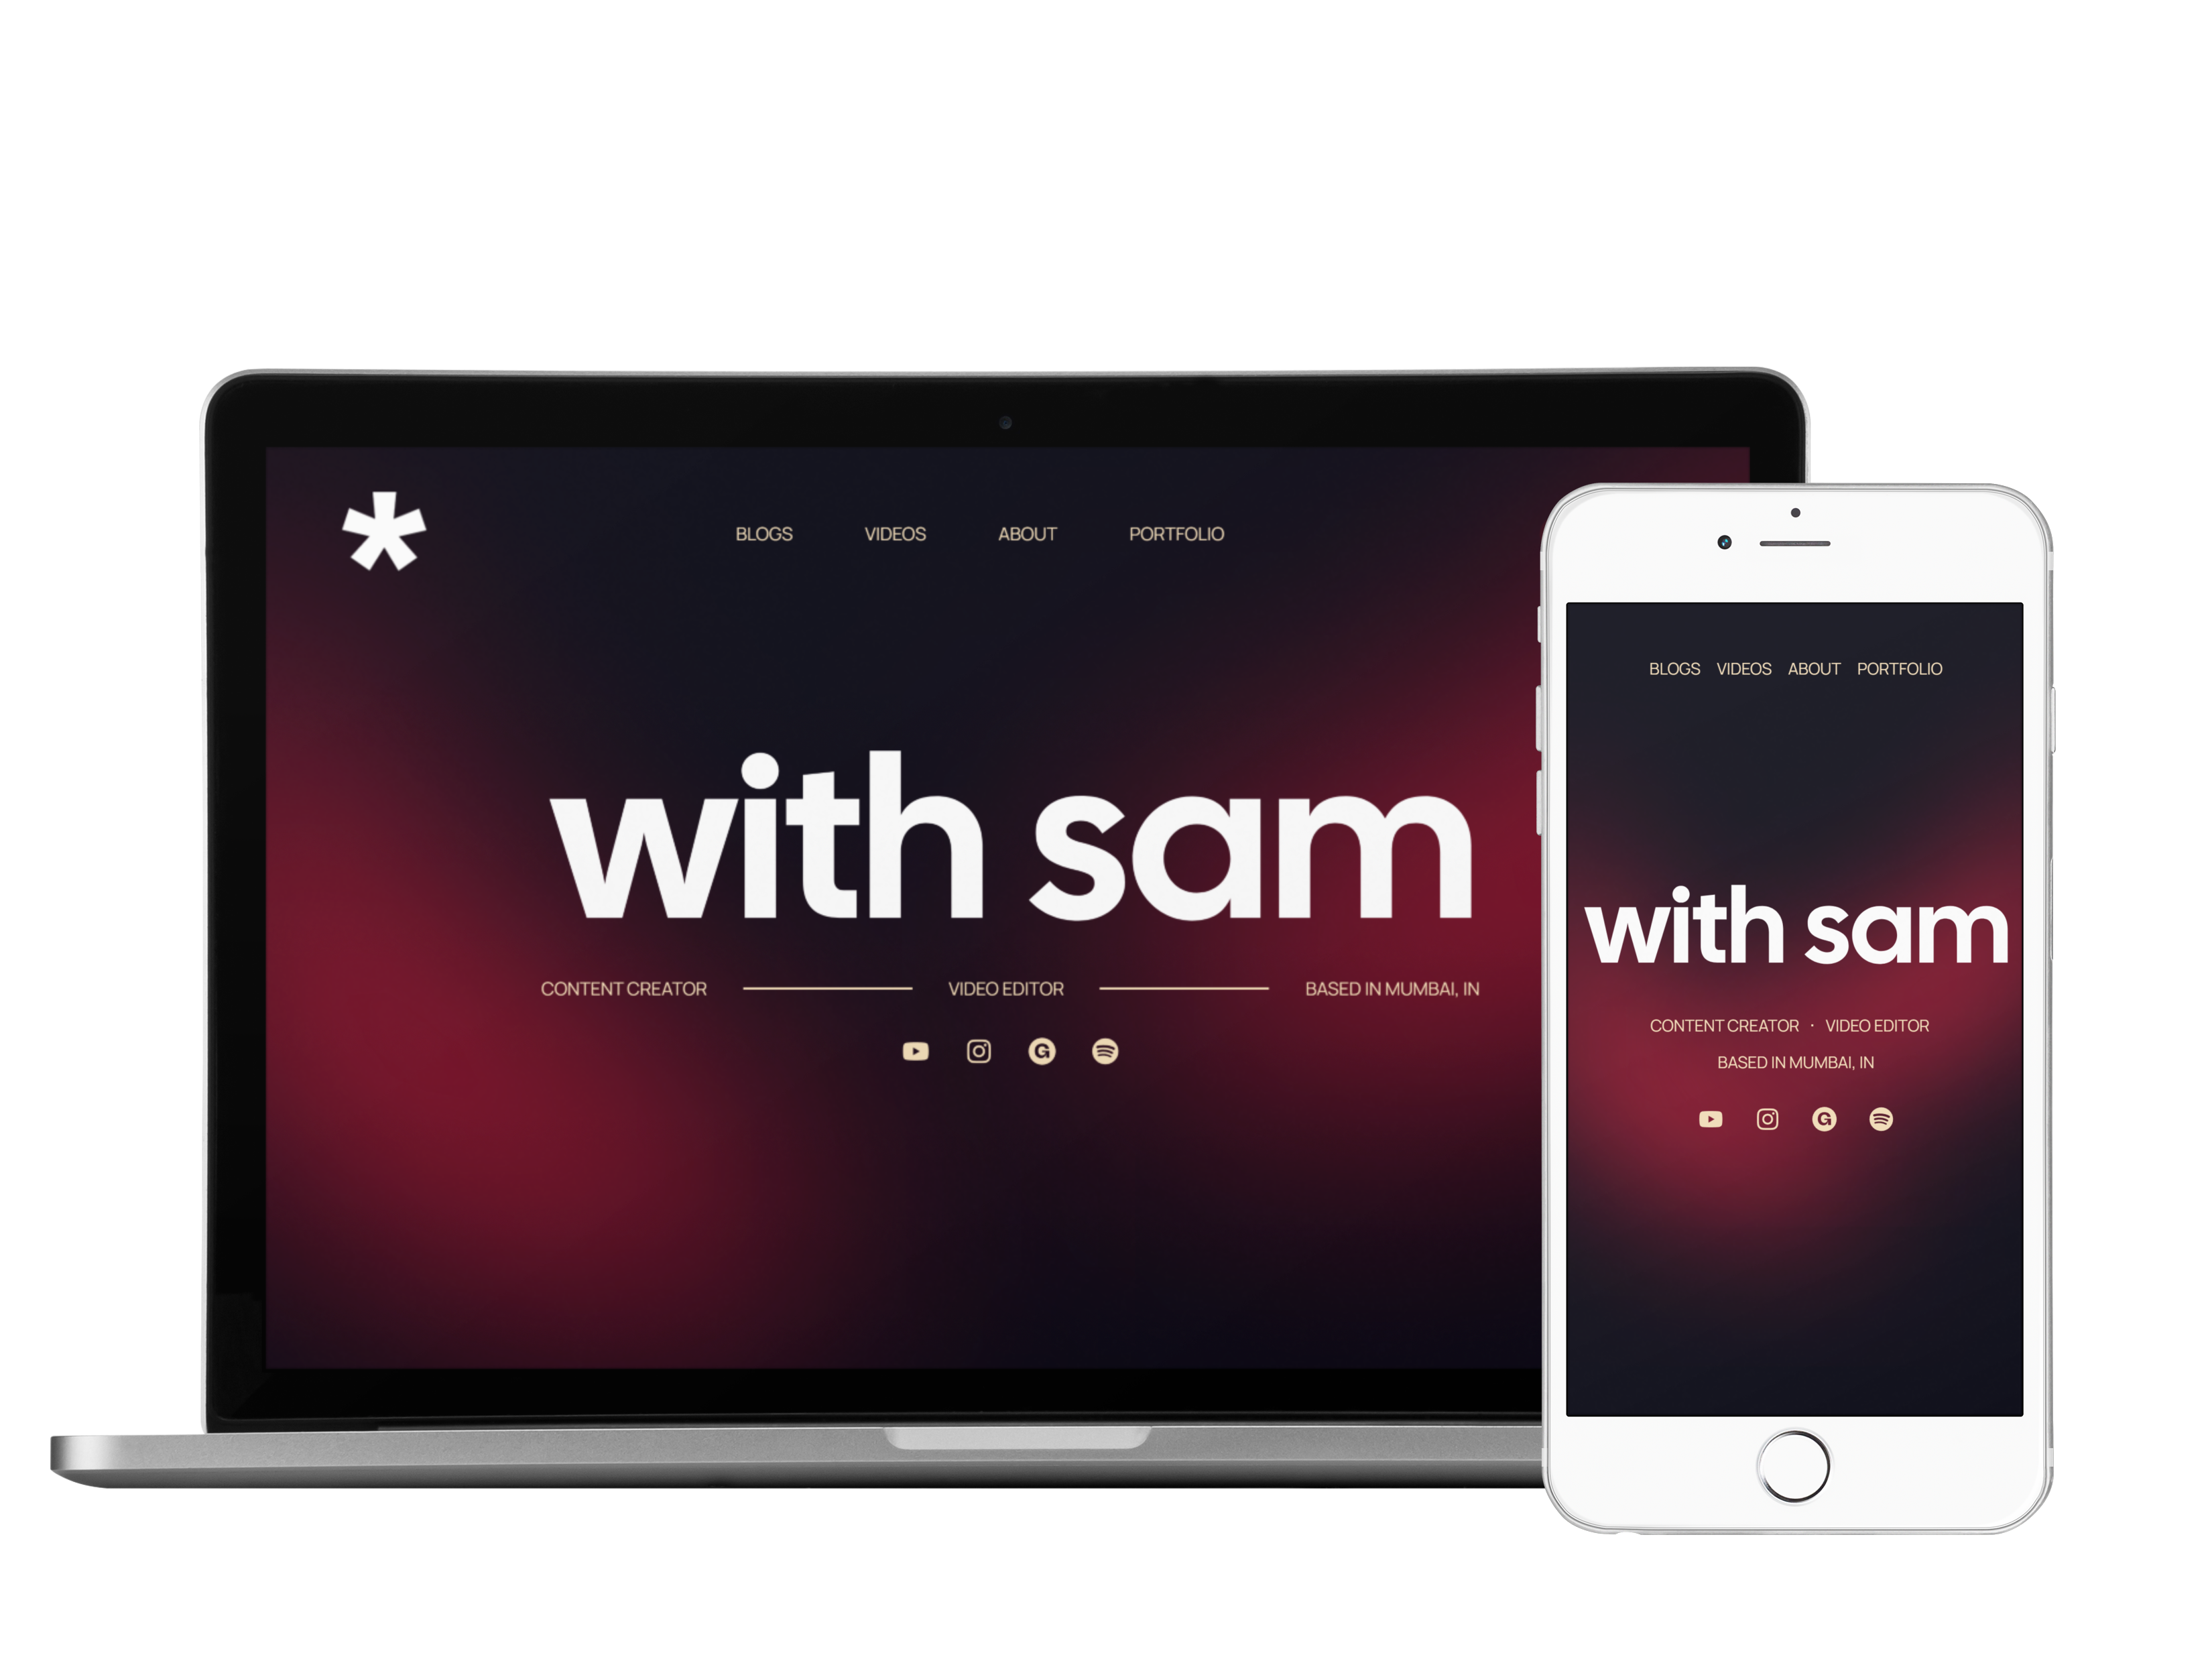 BLOGS VIDEOS ABOUT PORTFOLIO
with sam
CONTENT CREATOR VIDEO EDITOR BASED IN MUMBAI, IN
BLOGS VIDEOS ABOUT PORTFOLIO
with sam
CONTENT CREATOR · VIDEO EDITOR
BASED IN MUMBAI, IN